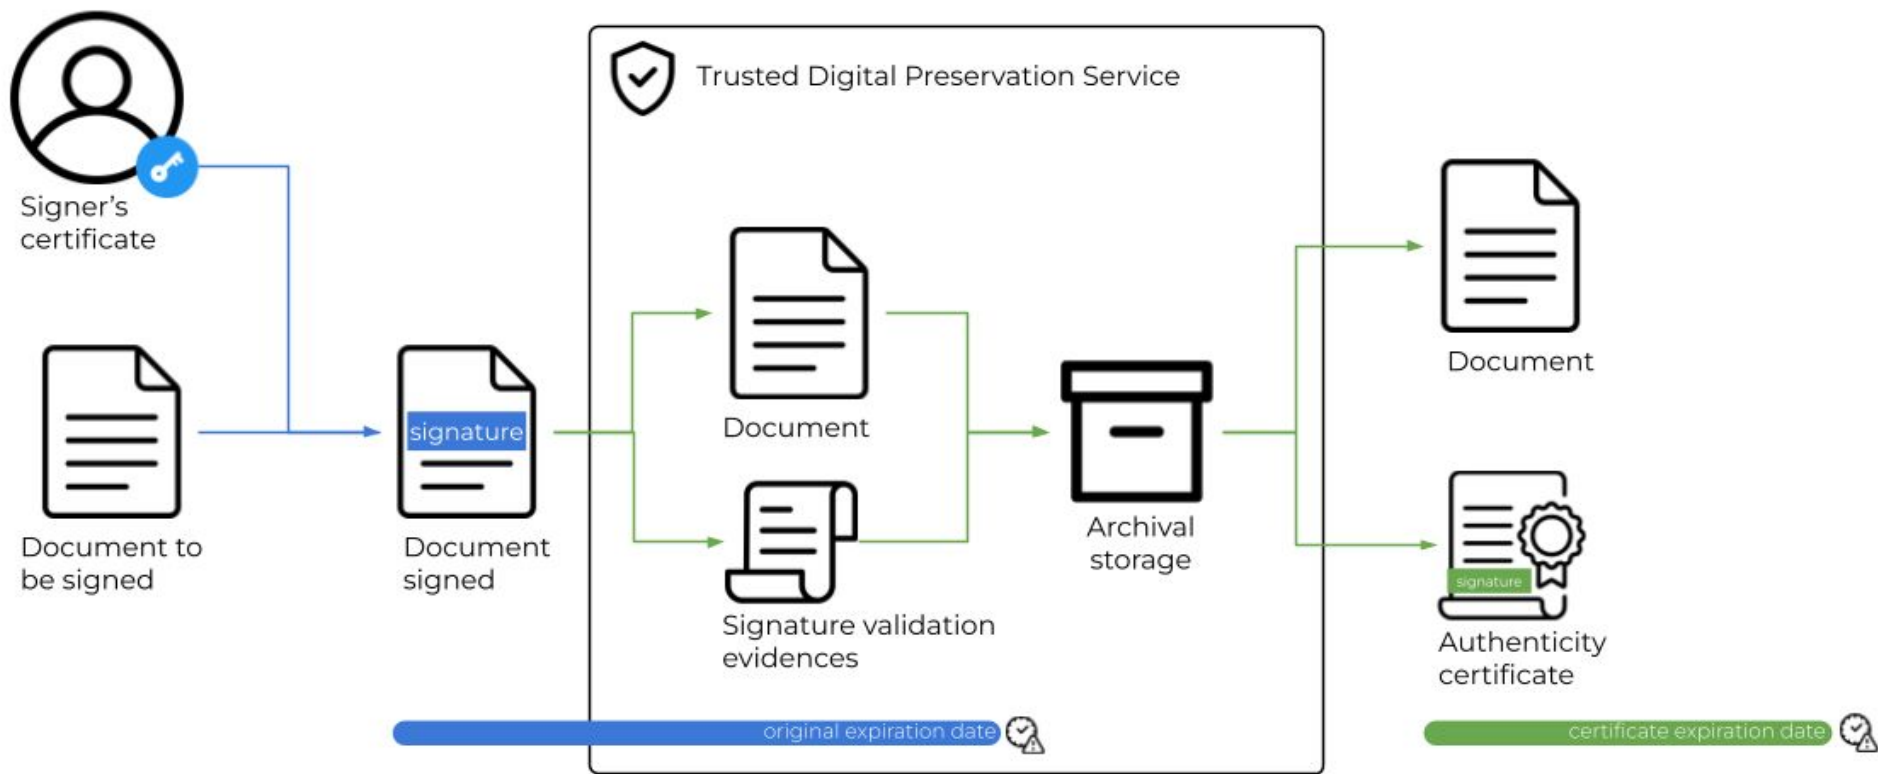 Trusted Digital Preservation Service
Signer's
certificate
Document to
be signed
signature
Document
signed
Document
Signature validation
evidences
Archival
storage
Document
signature
Authenticity
certificate
original expiration date
certificate expiration date